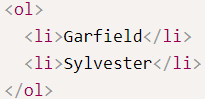 <ol>
  <li>Garfield</li>
  <li>Sylvester</li>
</ol>